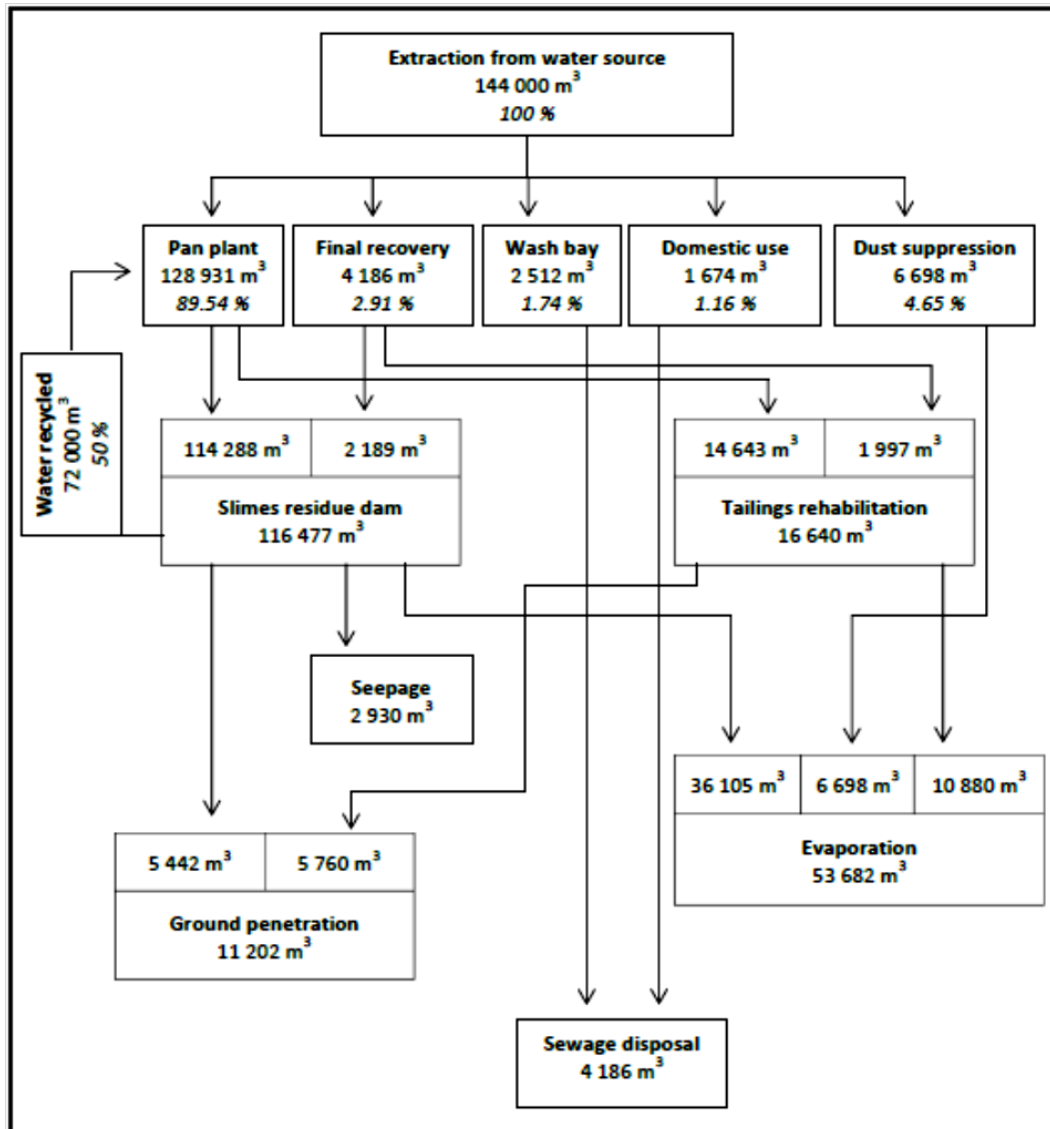 Extraction from water source
144 000 m³
100 %
Pan plant
128 931 m³
89.54 %
Final recovery
4 186 m³
2.91 %
Wash bay
2 512 m³
1.74 %
Domestic use
1 674 m³
1.16 %
Dust suppression
6 698 m³
4.65 %
Water recycled
72 000 m³
50 %
114 288 m³
2 189 m³
Slimes residue dam
116 477 m³
14 643 m³
1 997 m³
Tailings rehabilitation
16 640 m³
Seepage
2 930 m³
36 105 m³
6 698 m³
10 880 m³
Evaporation
53 682 m³
5 442 m³
5 760 m³
Ground penetration
11 202 m³
Sewage disposal
4 186 m³